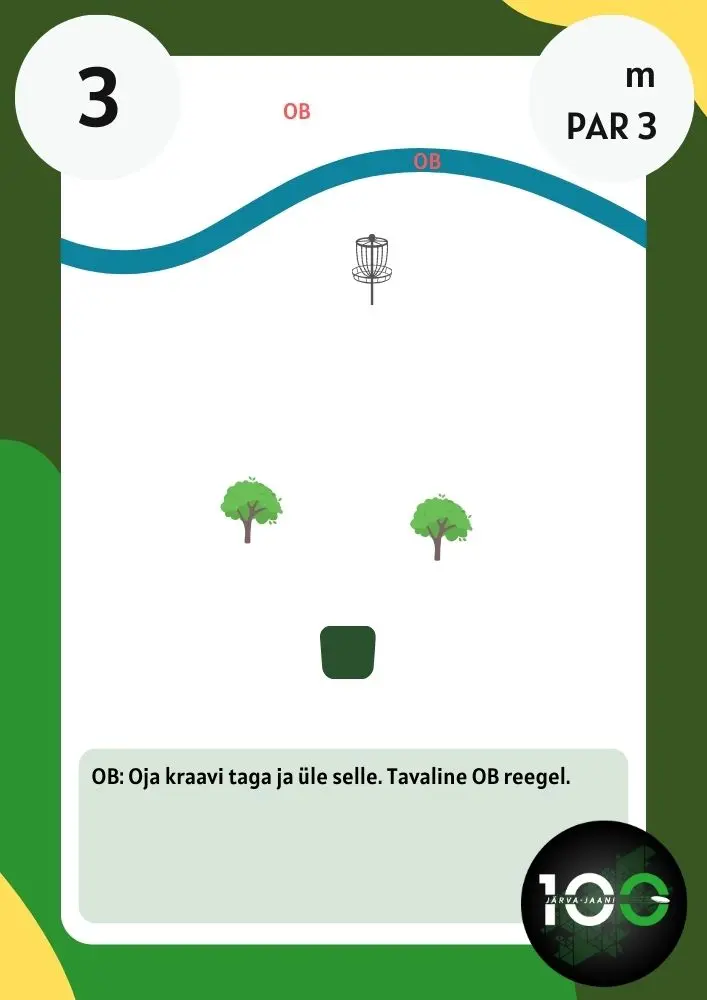 3
m
PAR 3
OB
OB
OB: Oja kraavi taga ja üle selle. Tavaline OB reegel.
100
JÄRVA-JAANI